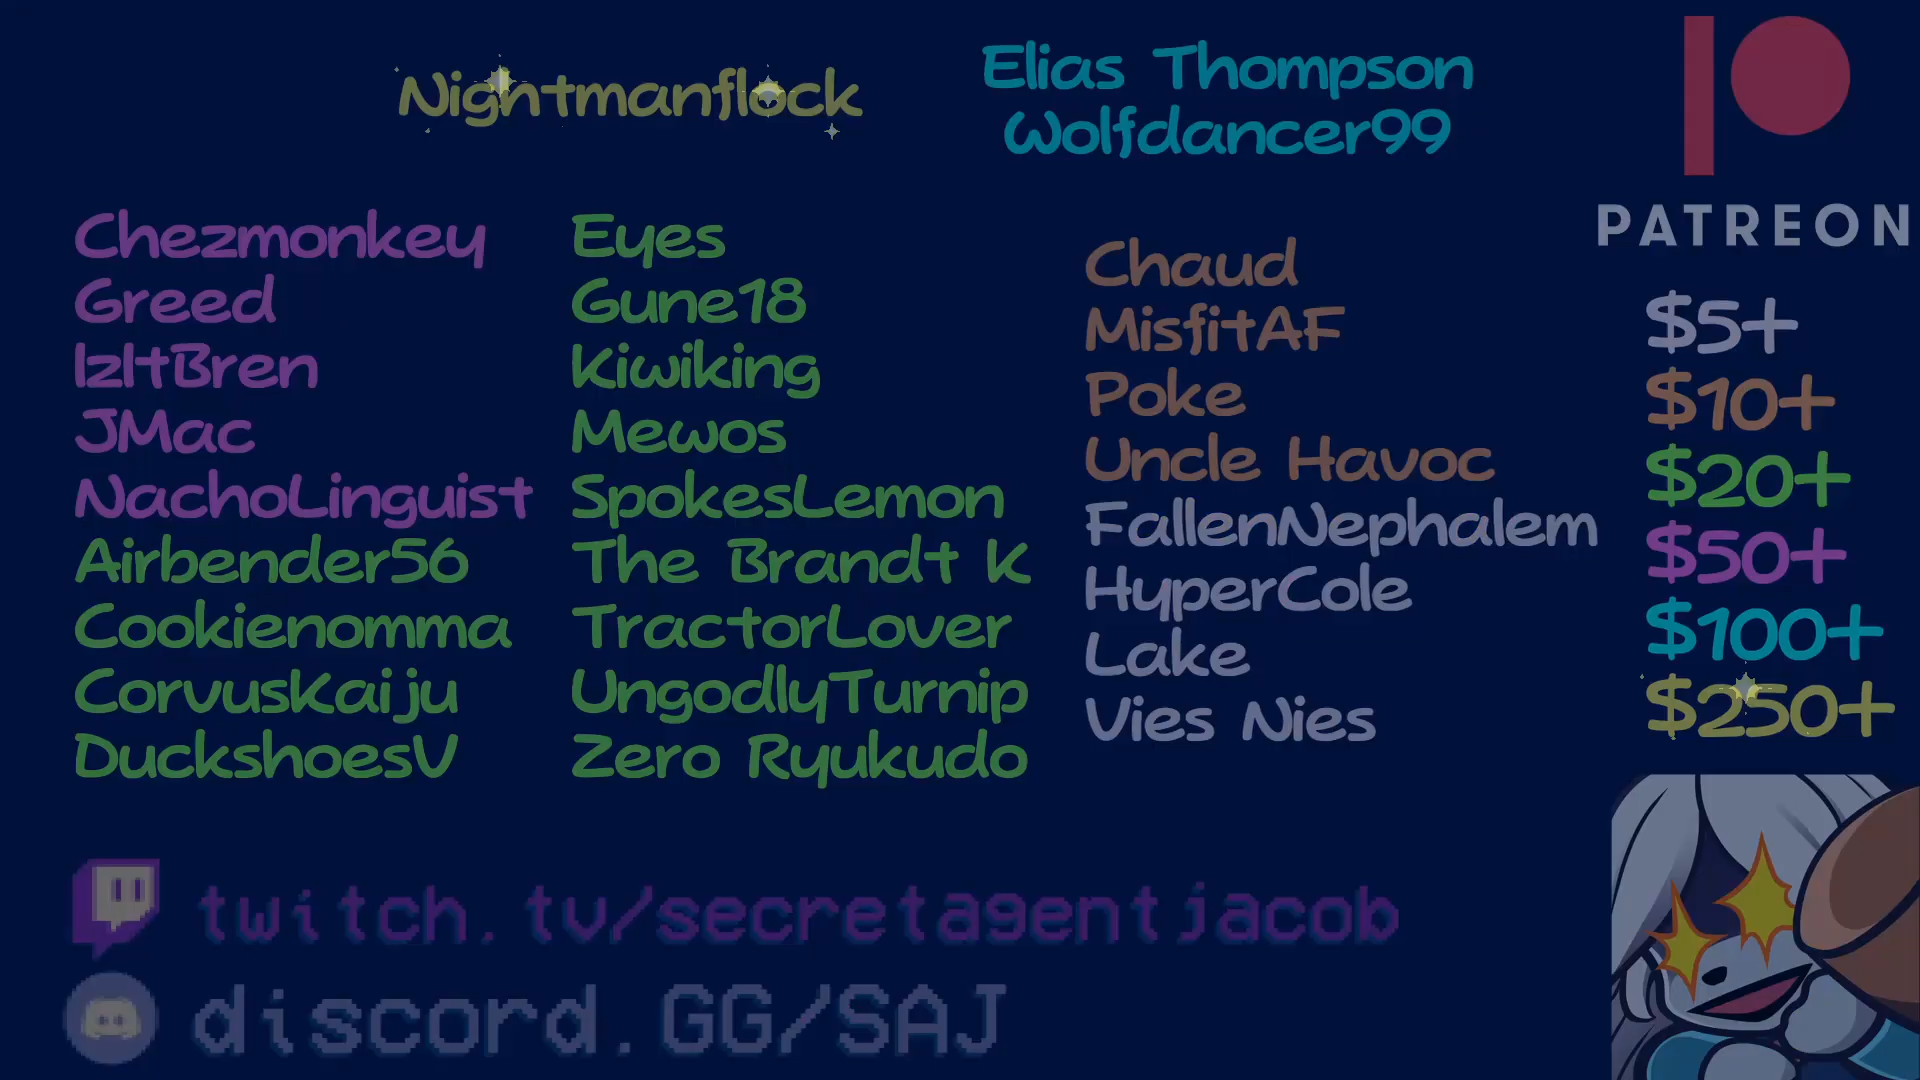 Nightmanflock
Elias Thompson
Wolfdancer99
Chezmonkey
Greed
IzItBren
JMac
NachoLinguist
Airbender56
Cookienomma
CorvusKaiju
DuckshoesV
Eyes
Gune18
Kiwiking
Mewos
SpokesLemon
The Brandt K
TractorLover
UngodlyTurnip
Zero Ryukudo
Chaud
MisfitAF
Poke
Uncle Havoc
FallenNephalem
HyperCole
Lake
Vies Nies
PATREON
$5+
$10+
$20+
$50+
$100+
$250+
twitch.tv/secretagentjacob
discord.GG/SAJ